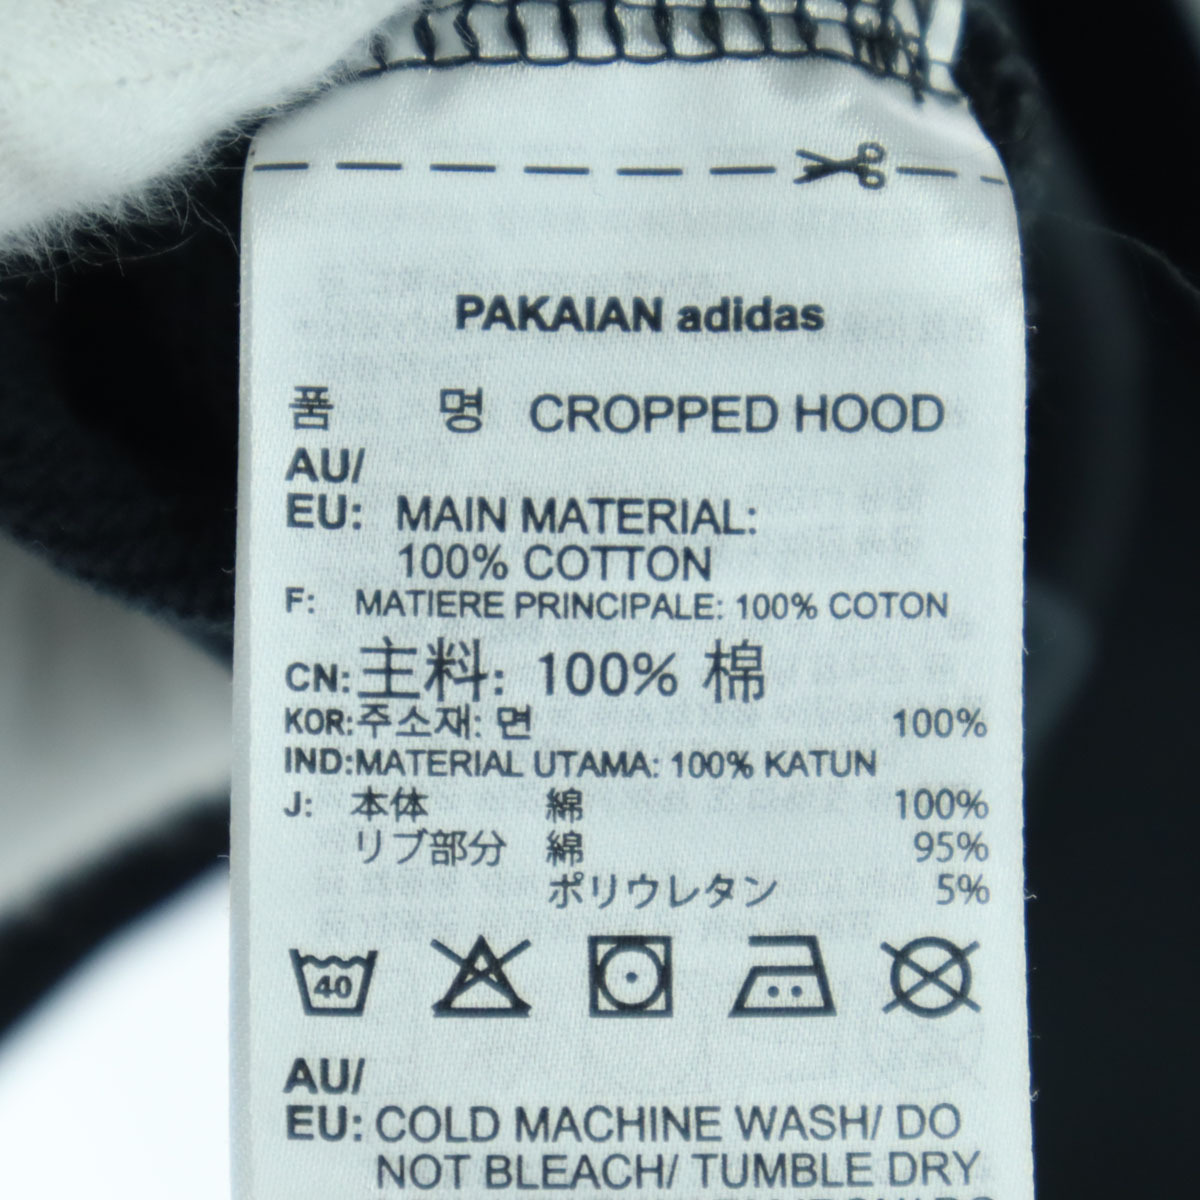 PAKAIAN adidas
품 명 CROPPED HOOD
AU/
EU: MAIN MATERIAL:
100% COTTON
F: MATIERE PRINCIPALE: 100% COTON
CN: 主料: 100% 棉
KOR: 주소재: 면 100%
IND: MATERIAL UTAMA: 100% KATUN
J: 本体 綿 100%
リブ部分 綿 95%
ポリウレタン 5%
40
AU/
EU: COLD MACHINE WASH/ DO
NOT BLEACH/ TUMBLE DRY